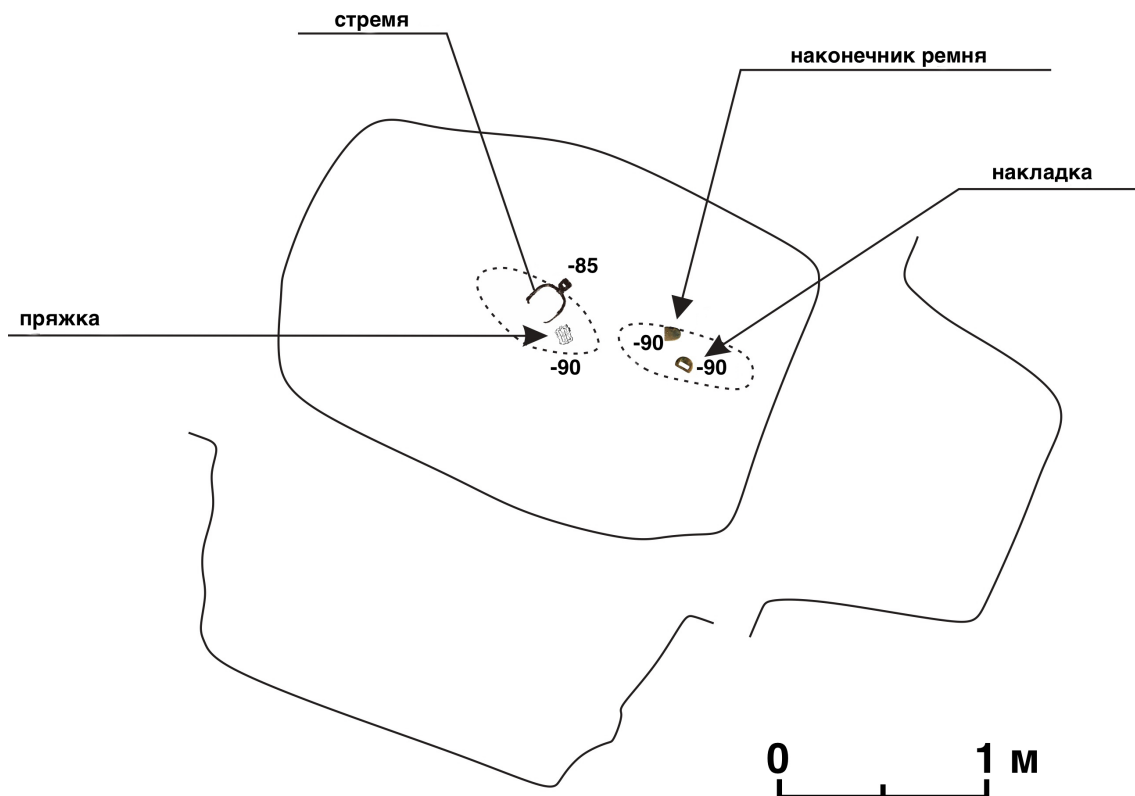 стремя
наконечник ремня
накладка
-85
пряжка
-90
-90
-90
0 1 м